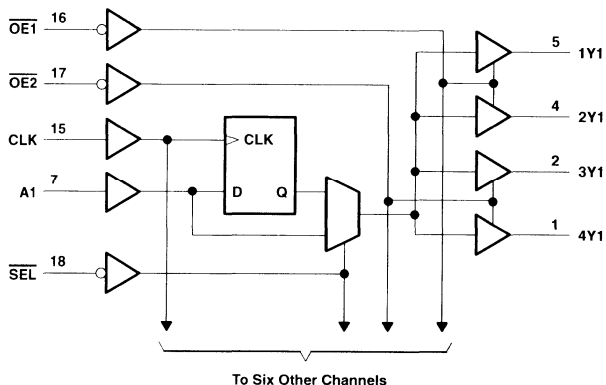 OE1 16
OE2 17
CLK 15
A1 7
SEL 18
CLK
D Q
5 1Y1
4 2Y1
2 3Y1
1 4Y1
To Six Other Channels